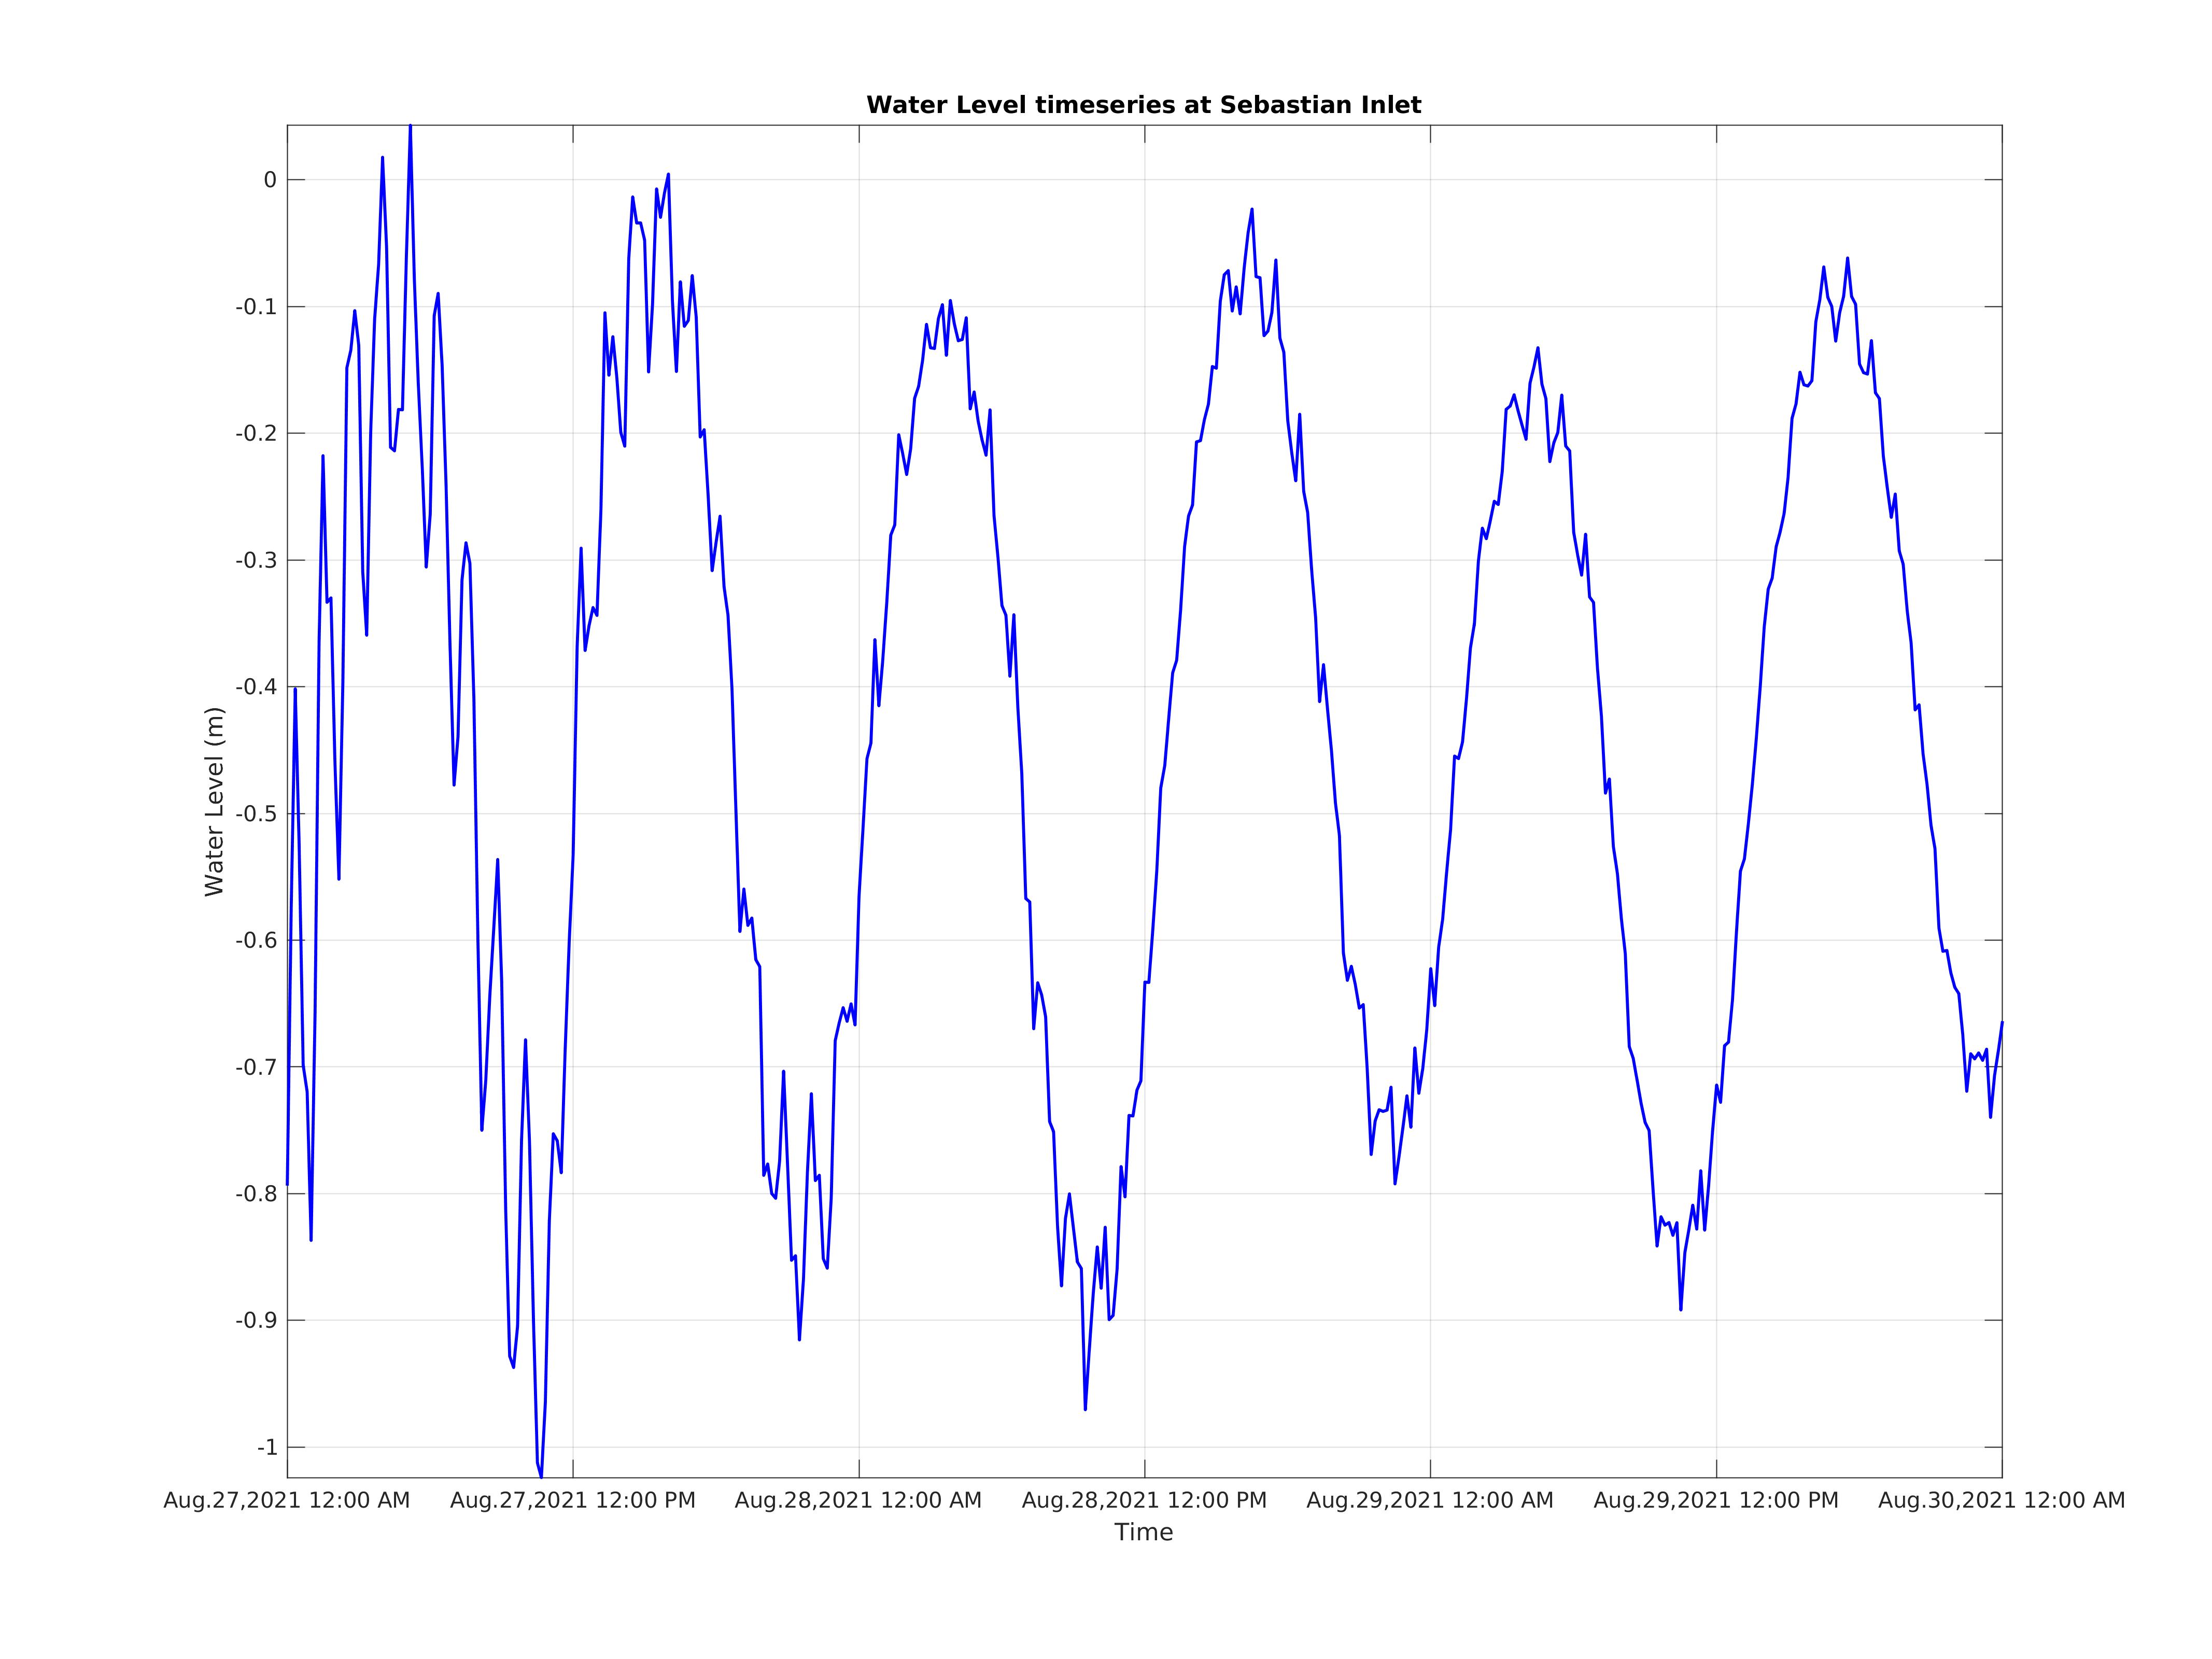 Water Level timeseries at Sebastian Inlet
0
-0.1
-0.2
-0.3
-0.4
-0.5
-0.6
-0.7
-0.8
-0.9
-1
Water Level (m)
Aug.27,2021 12:00 AM
Aug.27,2021 12:00 PM
Aug.28,2021 12:00 AM
Aug.28,2021 12:00 PM
Aug.29,2021 12:00 AM
Aug.29,2021 12:00 PM
Aug.30,2021 12:00 AM
Time